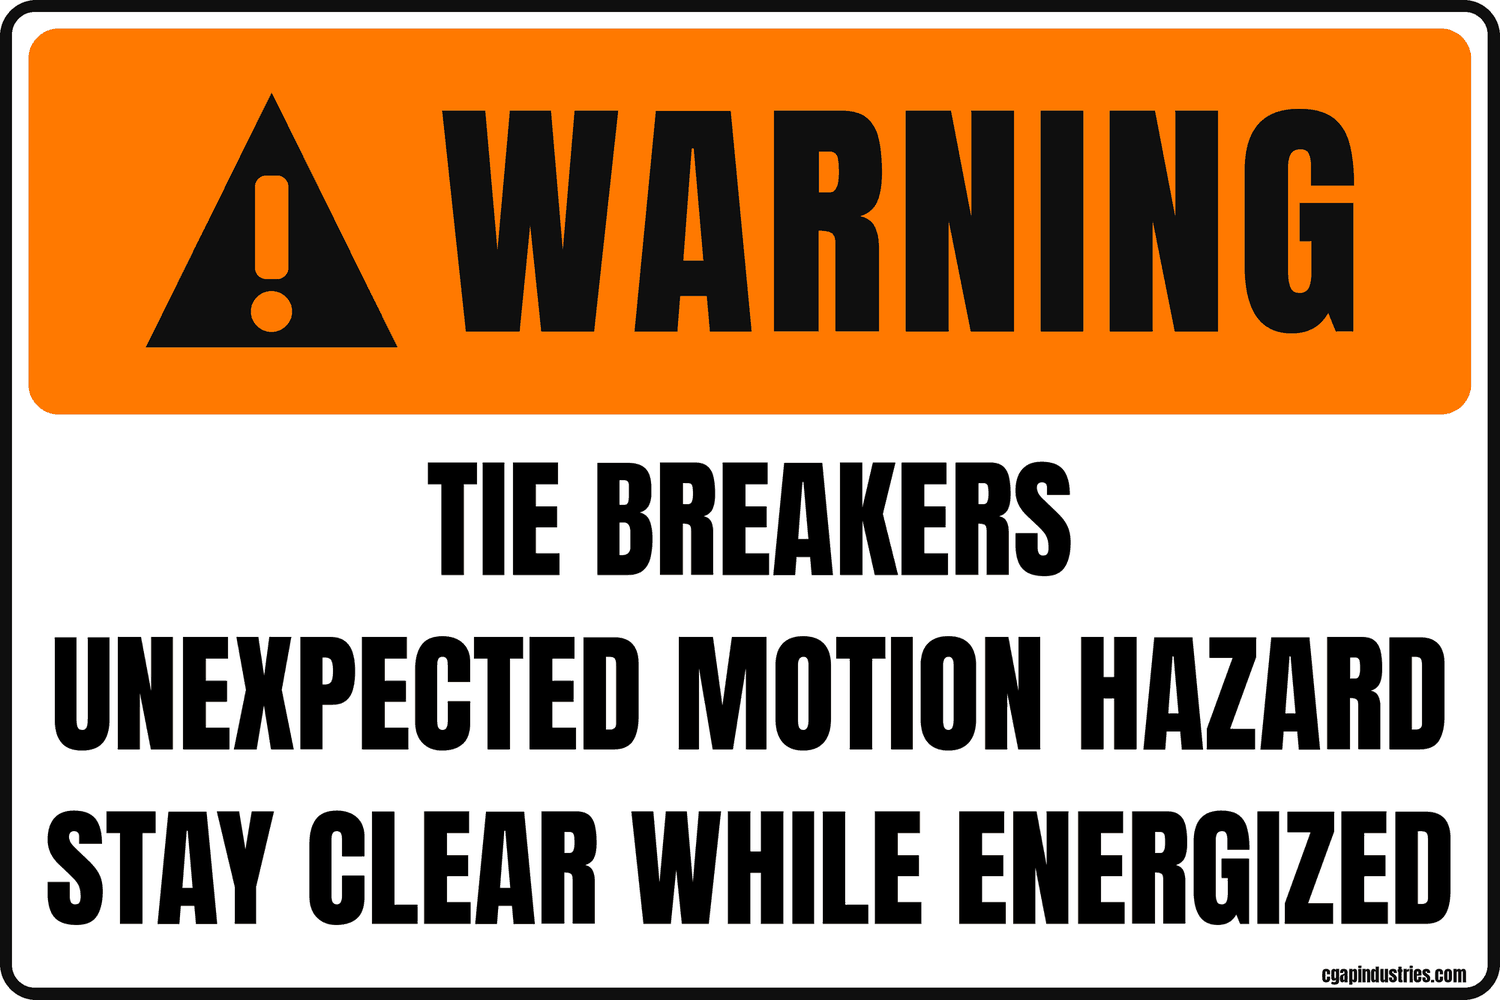 WARNING
TIE BREAKERS
UNEXPECTED MOTION HAZARD
STAY CLEAR WHILE ENERGIZED
cgapindustries.com